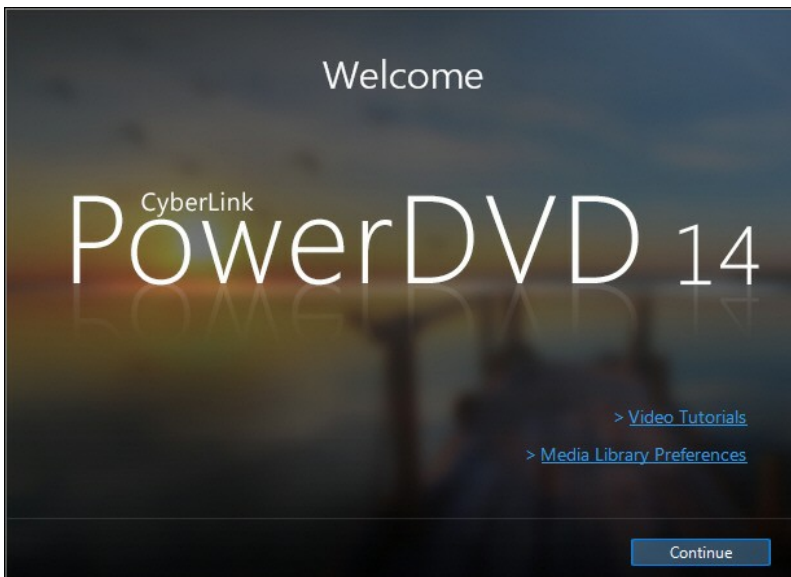 Welcome
CyberLink
PowerDVD 14
> Video Tutorials
> Media Library Preferences
Continue